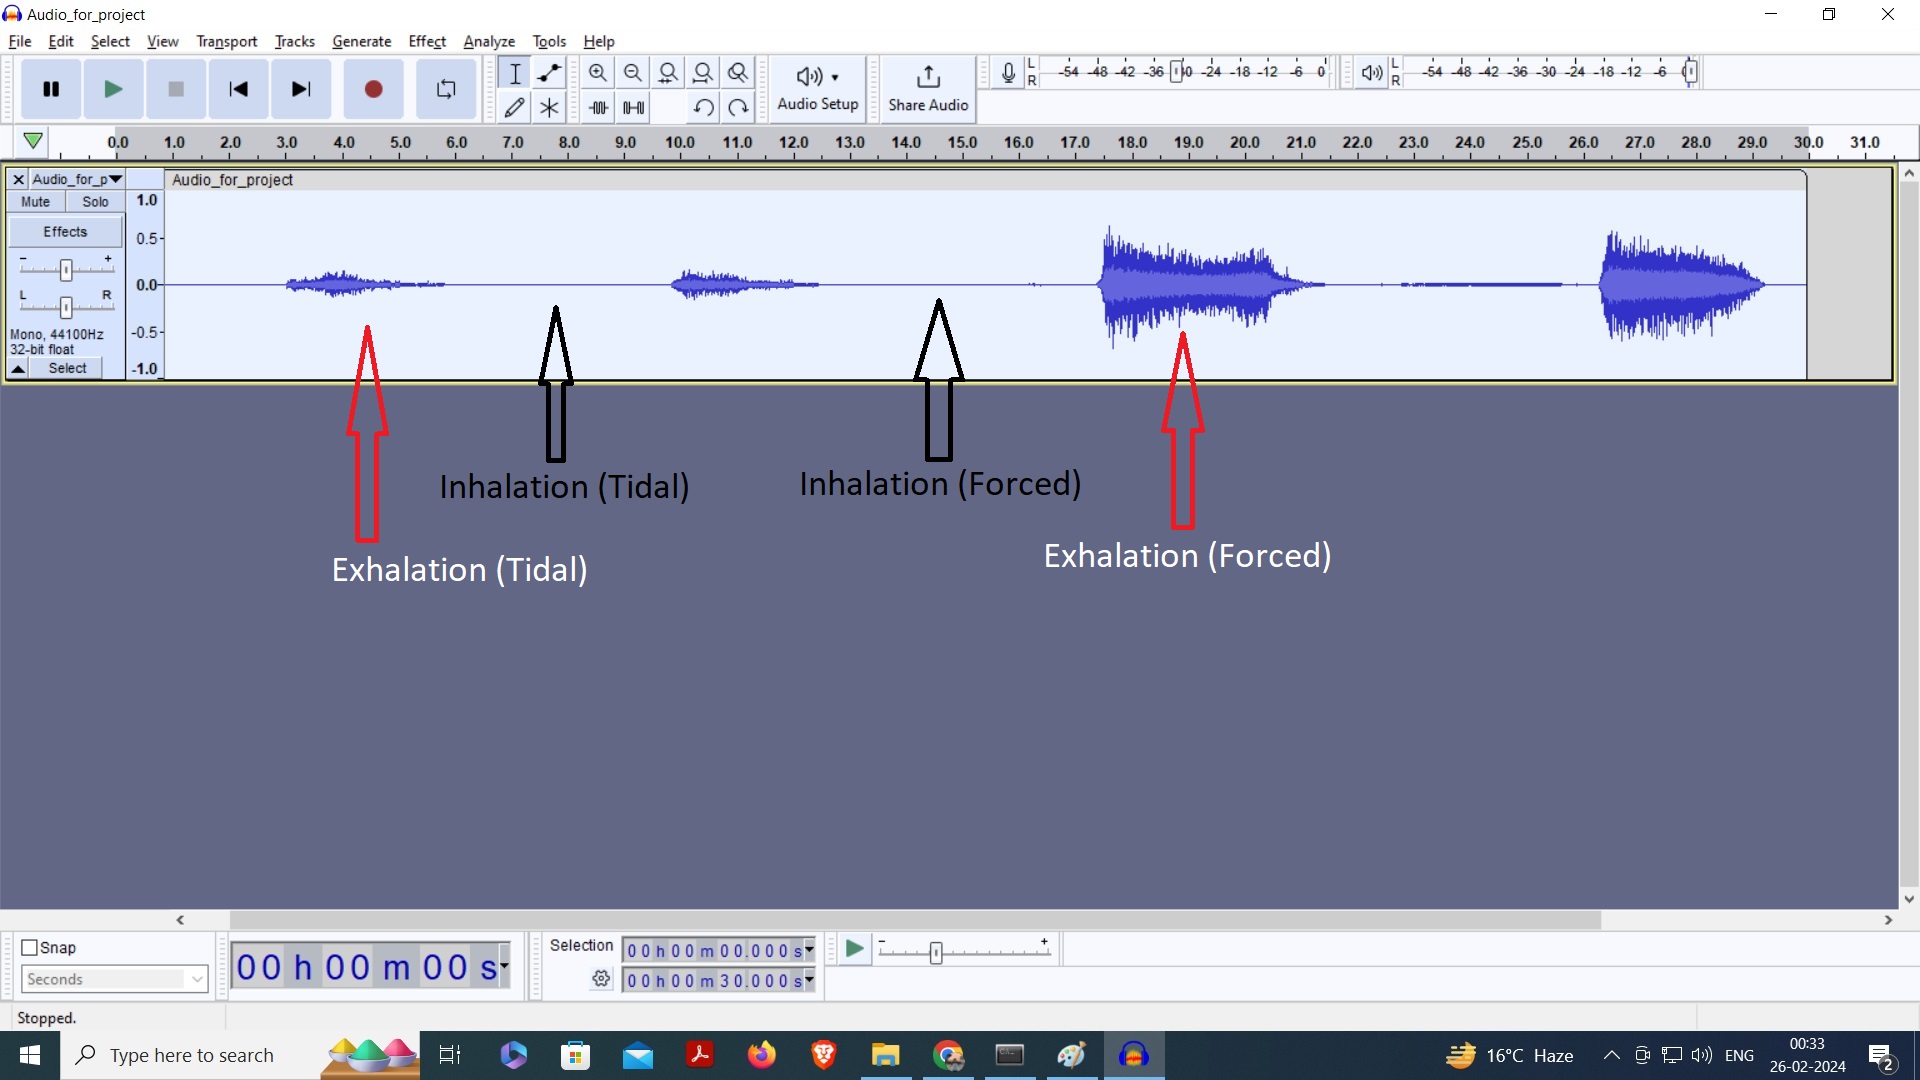 Audio_for_project
File Edit Select View Transport Tracks Generate Effect Analyze Tools Help
Audio Setup
Share Audio
L
R
-54 -48 -42 -36 -30 -24 -18 -12 -6 0
L
R
-54 -48 -42 -36 -30 -24 -18 -12 -6 0
0.0 1.0 2.0 3.0 4.0 5.0 6.0 7.0 8.0 9.0 10.0 11.0 12.0 13.0 14.0 15.0 16.0 17.0 18.0 19.0 20.0 21.0 22.0 23.0 24.0 25.0 26.0 27.0 28.0 29.0 30.0 31.0
Audio_for_p
Audio_for_project
Mute Solo
Effects
- +
L R
Mono, 44100Hz
32-bit float
Select
1.0
0.5
0.0
-0.5
-1.0
Inhalation (Tidal)
Inhalation (Forced)
Exhalation (Tidal)
Exhalation (Forced)
Snap
Seconds
00 h 00 m 00 s
Selection
00 h 00 m 00.000 s
00 h 00 m 30.000 s
- +
Stopped.
Type here to search
16°C Haze
ENG
00:33
26-02-2024
2